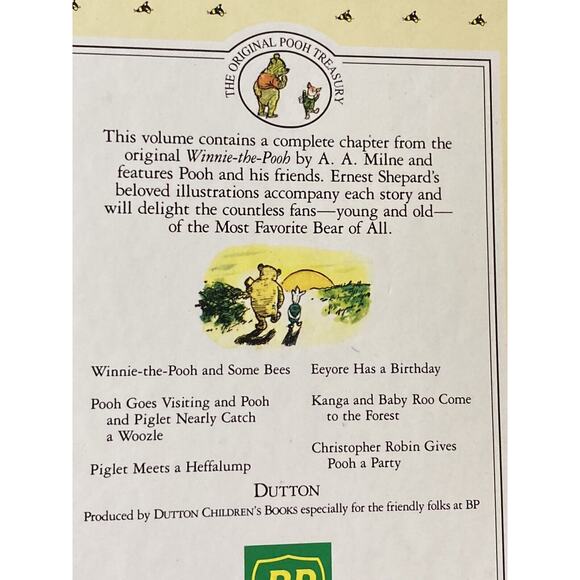 THE ORIGINAL POOH TREASURY
This volume contains a complete chapter from the
original Winnie-the-Pooh by A. A. Milne and
features Pooh and his friends. Ernest Shepard's
beloved illustrations accompany each story and
will delight the countless fans—young and old—
of the Most Favorite Bear of All.
Winnie-the-Pooh and Some Bees
Pooh Goes Visiting and Pooh
and Piglet Nearly Catch
a Woozle
Piglet Meets a Heffalump
Eeyore Has a Birthday
Kanga and Baby Roo Come
to the Forest
Christopher Robin Gives
Pooh a Party
DUTTON
Produced by DUTTON CHILDREN'S BOOKS especially for the friendly folks at BP
BP